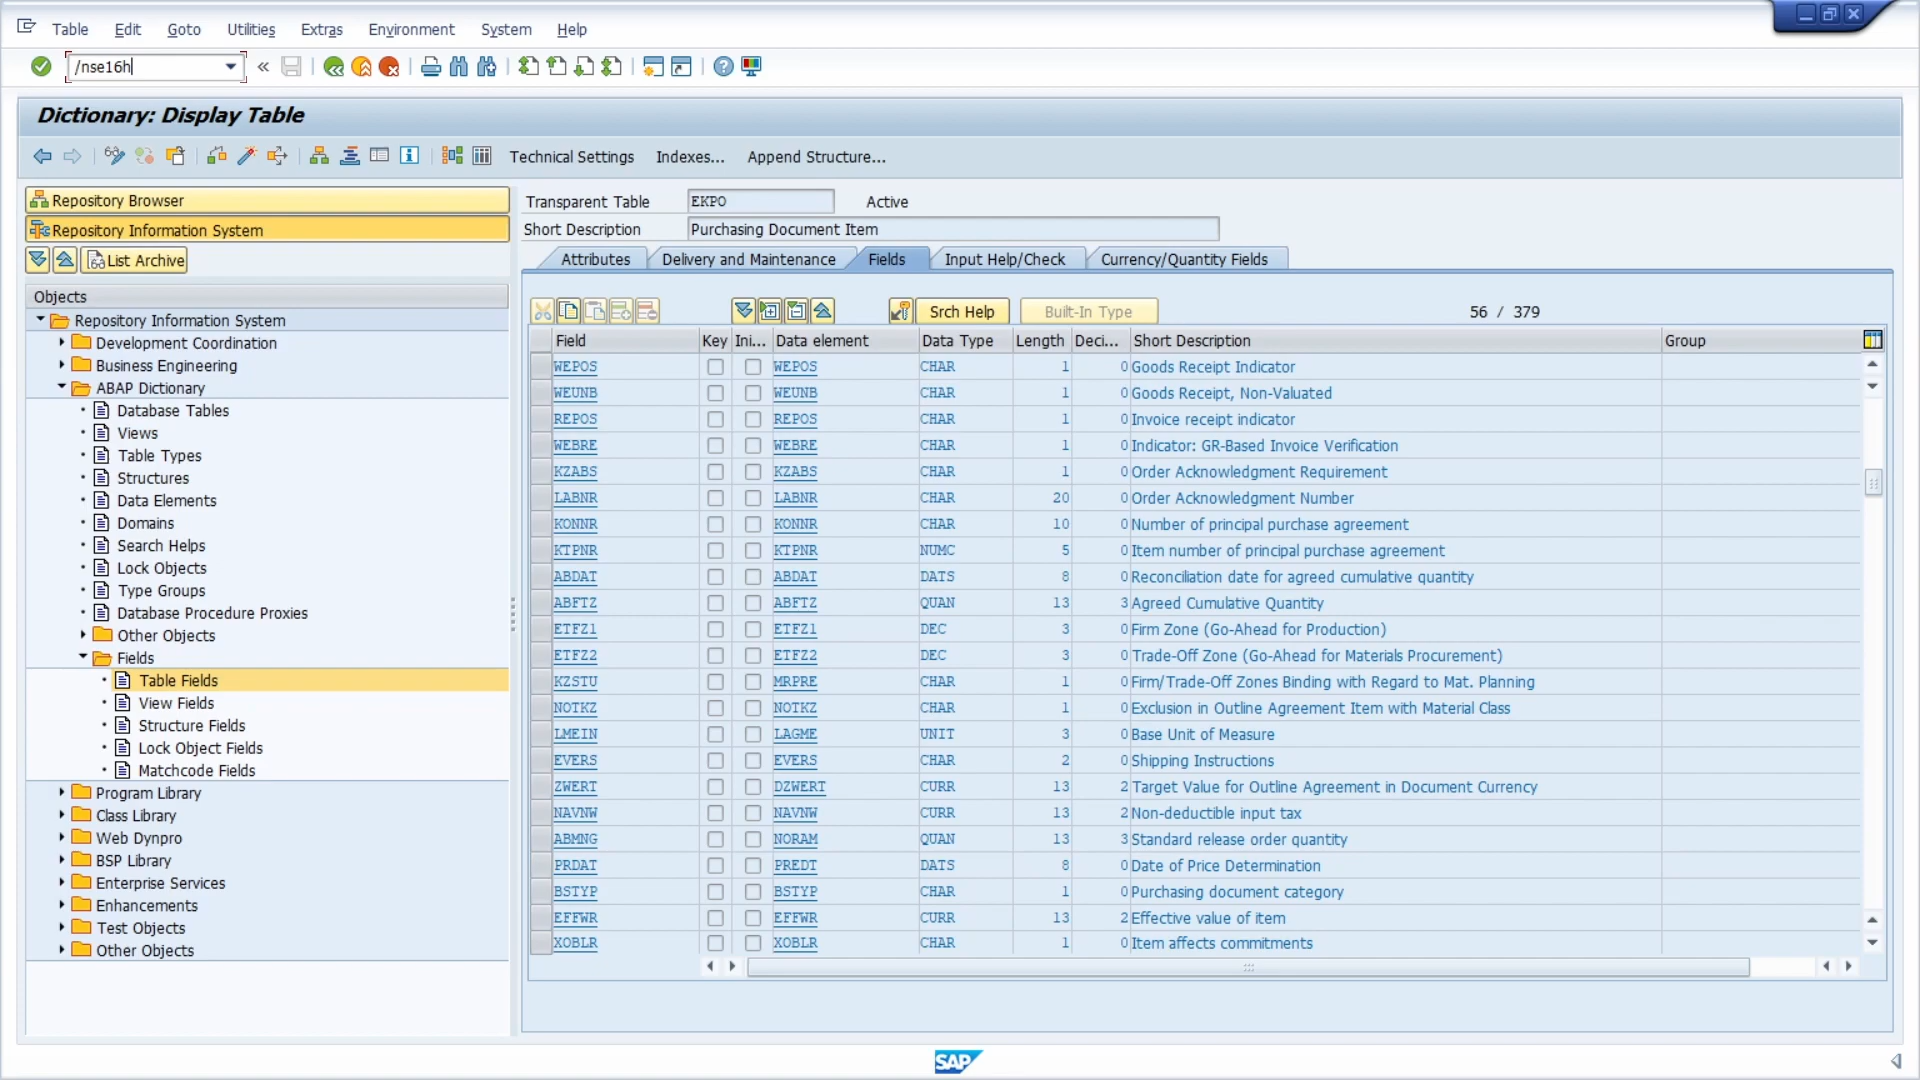 Table Edit Goto Utilities Extras Environment System Help
/nse16h
Dictionary: Display Table
Technical Settings Indexes... Append Structure...
Repository Browser
Repository Information System
List Archive
Objects
Repository Information System
Development Coordination
Business Engineering
ABAP Dictionary
Database Tables
Views
Table Types
Structures
Data Elements
Domains
Search Helps
Lock Objects
Type Groups
Database Procedure Proxies
Other Objects
Fields
Table Fields
View Fields
Structure Fields
Lock Object Fields
Matchcode Fields
Program Library
Class Library
Web Dynpro
BSP Library
Enterprise Services
Enhancements
Test Objects
Other Objects
Transparent Table EKPO Active
Short Description Purchasing Document Item
Attributes Delivery and Maintenance Fields Input Help/Check Currency/Quantity Fields
Srch Help Built-In Type 56 / 379
Field Key Ini... Data element Data Type Length Deci... Short Description Group
WEPOS WEPOS CHAR 1 0 Goods Receipt Indicator
WEUNB WEUNB CHAR 1 0 Goods Receipt, Non-Valuated
REPOS REPOS CHAR 1 0 Invoice receipt indicator
WEBRE WEBRE CHAR 1 0 Indicator: GR-Based Invoice Verification
KZABS KZABS CHAR 1 0 Order Acknowledgment Requirement
LABNR LABNR CHAR 20 0 Order Acknowledgment Number
KONNR KONNR CHAR 10 0 Number of principal purchase agreement
KTPNR KTPNR NUMC 5 0 Item number of principal purchase agreement
ABDAT ABDAT DATS 8 0 Reconciliation date for agreed cumulative quantity
ABFTZ ABFTZ QUAN 13 3 Agreed Cumulative Quantity
ETFZ1 ETFZ1 DEC 3 0 Firm Zone (Go-Ahead for Production)
ETFZ2 ETFZ2 DEC 3 0 Trade-Off Zone (Go-Ahead for Materials Procurement)
KZSTU MRPRE CHAR 1 0 Firm/Trade-Off Zones Binding with Regard to Mat. Planning
NOTKZ NOTKZ CHAR 1 0 Exclusion in Outline Agreement Item with Material Class
LMEIN LAGME UNIT 3 0 Base Unit of Measure
EVERS EVERS CHAR 2 0 Shipping Instructions
ZWERT DZWERT CURR 13 2 Target Value for Outline Agreement in Document Currency
NAVNW NAVNW CURR 13 2 Non-deductible input tax
ABMNG NORAM QUAN 13 3 Standard release order quantity
PRDAT PREDT DATS 8 0 Date of Price Determination
BSTYP BSTYP CHAR 1 0 Purchasing document category
EFFWR EFFWR CURR 13 2 Effective value of item
XOBLR XOBLR CHAR 1 0 Item affects commitments
SAP